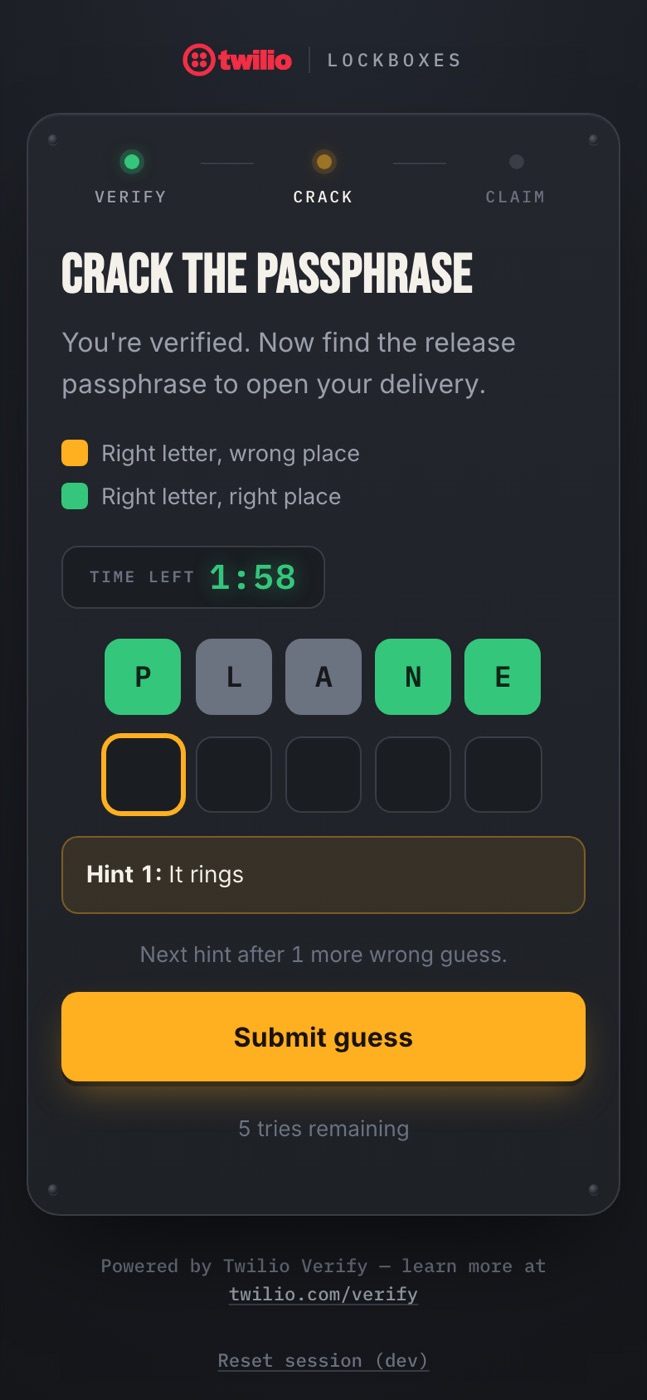 twilio LOCKBOXES
VERIFY CRACK CLAIM
CRACK THE PASSPHRASE
You're verified. Now find the release
passphrase to open your delivery.
Right letter, wrong place
Right letter, right place
TIME LEFT 1:58
P L A N E
Hint 1: It rings
Next hint after 1 more wrong guess.
Submit guess
5 tries remaining
Powered by Twilio Verify — learn more at
twilio.com/verify
Reset session (dev)